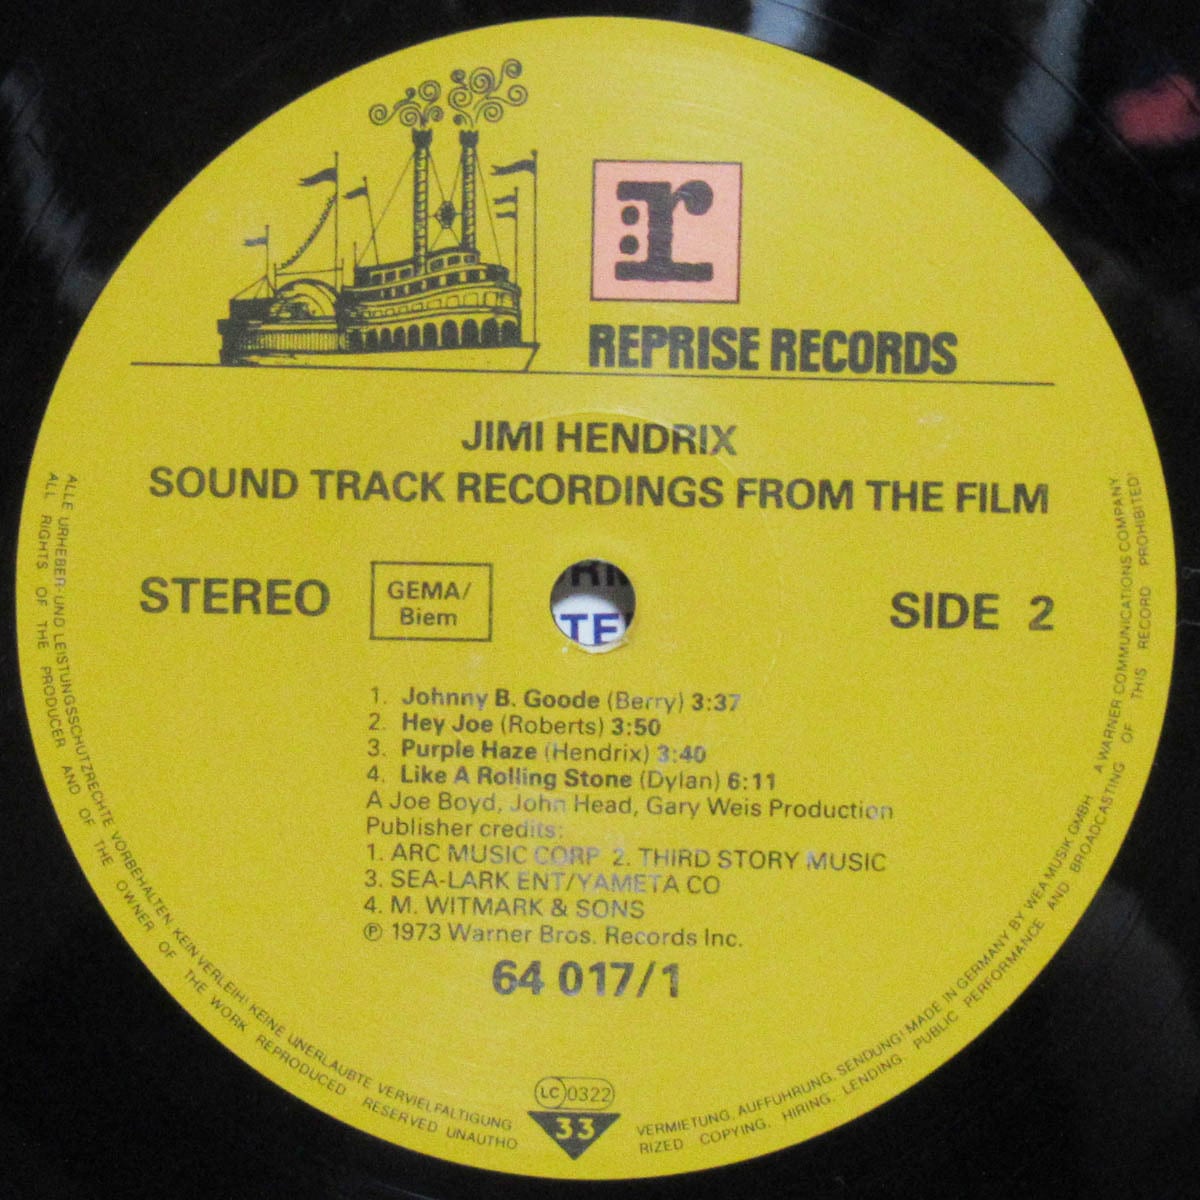 r:
REPRISE RECORDS
JIMI HENDRIX
SOUND TRACK RECORDINGS FROM THE FILM
STEREO
GEMA/
Biem
SIDE 2
TE
1. Johnny B. Goode (Berry) 3:37
2. Hey Joe (Roberts) 3:50
3. Purple Haze (Hendrix) 3:40
4. Like A Rolling Stone (Dylan) 6:11
A Joe Boyd, John Head, Gary Weis Production
Publisher credits:
1. ARC MUSIC CORP 2. THIRD STORY MUSIC
3. SEA-LARK ENT/YAMETA CO
4. M. WITMARK & SONS
℗ 1973 Warner Bros. Records Inc.
64 017/1
LC 0322
33
ALLE URHEBER- UND LEISTUNGSSCHUTZRECHTE VORBEHALTEN. KEIN VERLEIH! KEINE UNERLAUBTE VERVIELFALTIGUNG VERMIETUNG. AUFFUHRUNG. SENDUNG! MADE IN GERMANY BY WEA MUSIK GMBH A WARNER COMMUNICATIONS COMPANY.
ALL RIGHTS OF THE PRODUCER AND OF THE OWNER OF THE WORK REPRODUCED RESERVED UNAUTHORIZED COPYING. HIRING. LENDING. PUBLIC PERFORMANCE AND BROADCASTING OF THIS RECORD PROHIBITED!